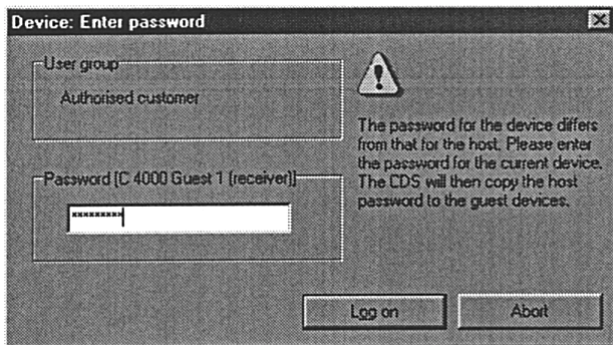 Device: Enter password
User group
Authorised customer
The password for the device differs
from that for the host. Please enter
the password for the current device.
The CDS will then copy the host
password to the guest devices.
Password [C 4000 Guest 1 (receiver)]
*********
Log on
Abort